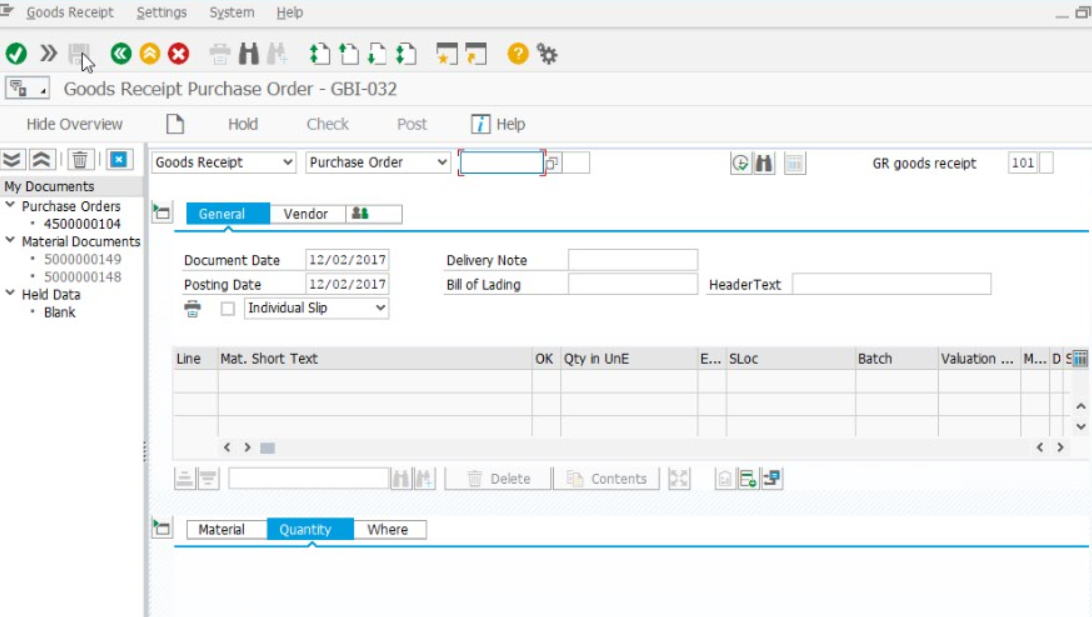 Goods Receipt Settings System Help
Goods Receipt Purchase Order - GBI-032
Hide Overview Hold Check Post Help
Goods Receipt Purchase Order GR goods receipt 101
My Documents
Purchase Orders
4500000104
Material Documents
5000000149
5000000148
Held Data
Blank
General Vendor
Document Date 12/02/2017 Delivery Note
Posting Date 12/02/2017 Bill of Lading HeaderText
Individual Slip
Line Mat. Short Text OK Qty in UnE E... SLoc Batch Valuation ... M... D S
Delete Contents
Material Quantity Where